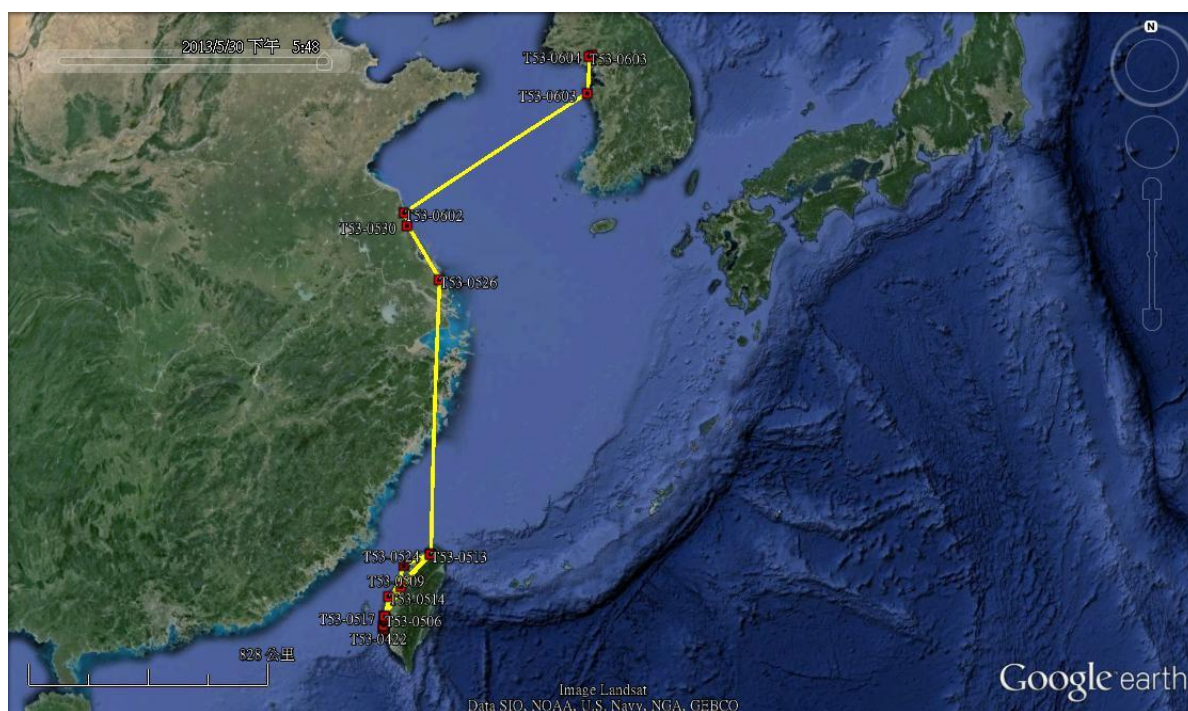 2013/5/30 下午 5:48
N
T53-0604 T53-0603
T53-0603
T53-0602
T53-0530
T53-0526
T53-0524 T53-0513
T53-0509
T53-0514
T53-0517 T53-0506
T53-0422
828 公里
Image Landsat
Data SIO, NOAA, U.S. Navy, NGA, GEBCO
Google earth